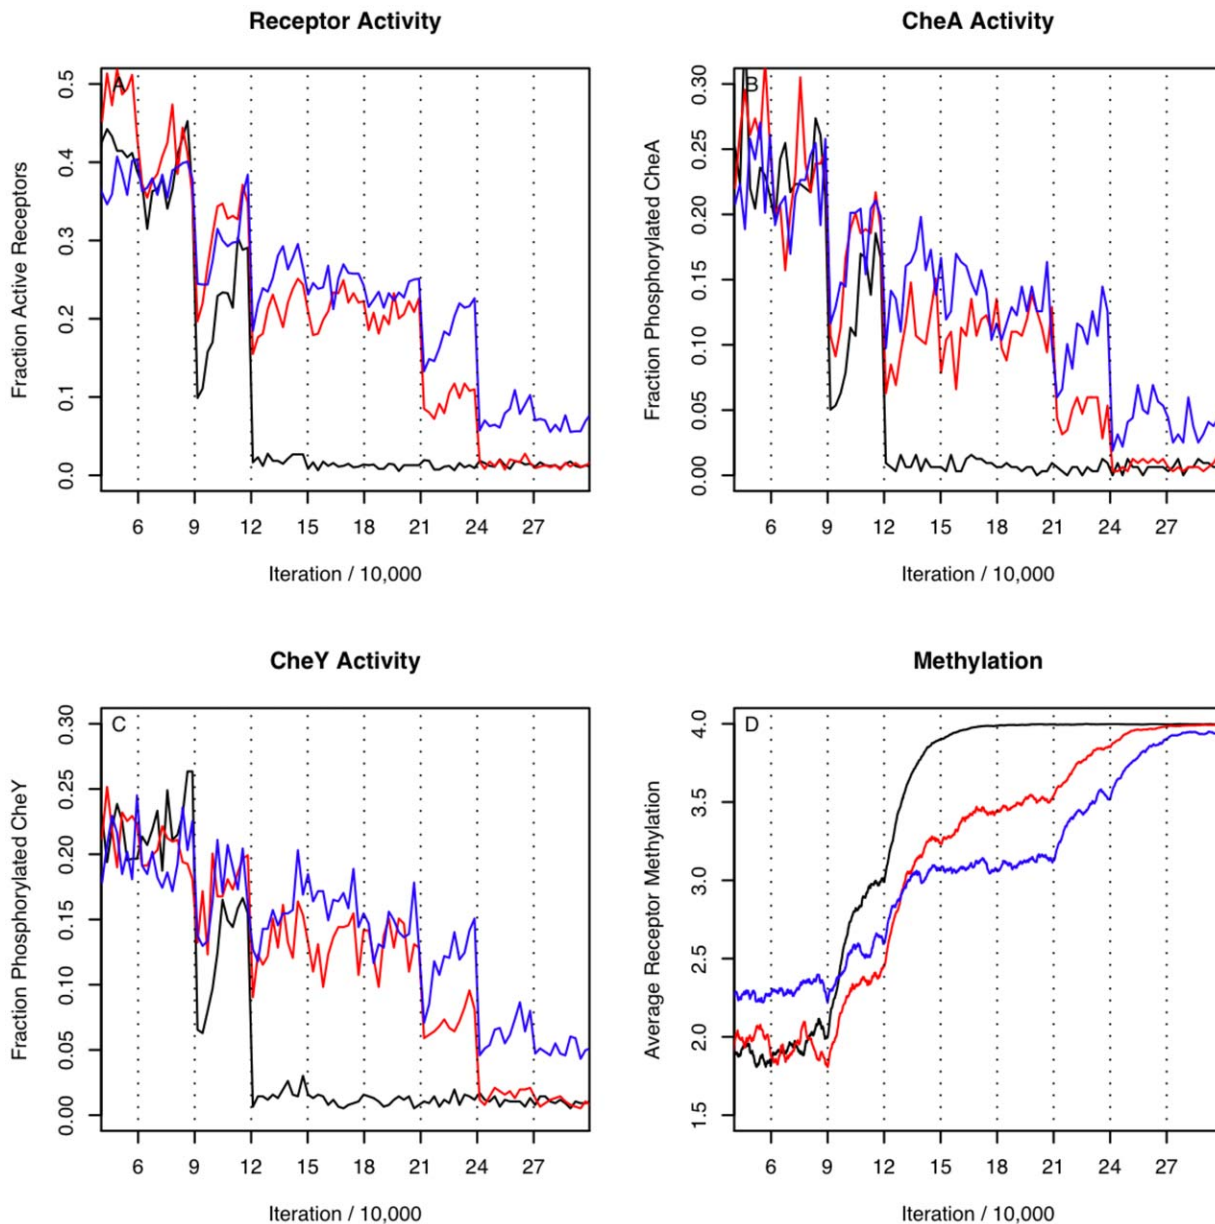 Receptor Activity
A
Fraction Active Receptors
0.5
0.4
0.3
0.2
0.1
0.0
6 9 12 15 18 21 24 27
Iteration / 10,000
CheA Activity
B
Fraction Phosphorylated CheA
0.30
0.25
0.20
0.15
0.10
0.05
0.00
6 9 12 15 18 21 24 27
Iteration / 10,000
CheY Activity
C
Fraction Phosphorylated CheY
0.30
0.25
0.20
0.15
0.10
0.05
0.00
6 9 12 15 18 21 24 27
Iteration / 10,000
Methylation
D
Average Receptor Methylation
4.0
3.5
3.0
2.5
2.0
1.5
6 9 12 15 18 21 24 27
Iteration / 10,000